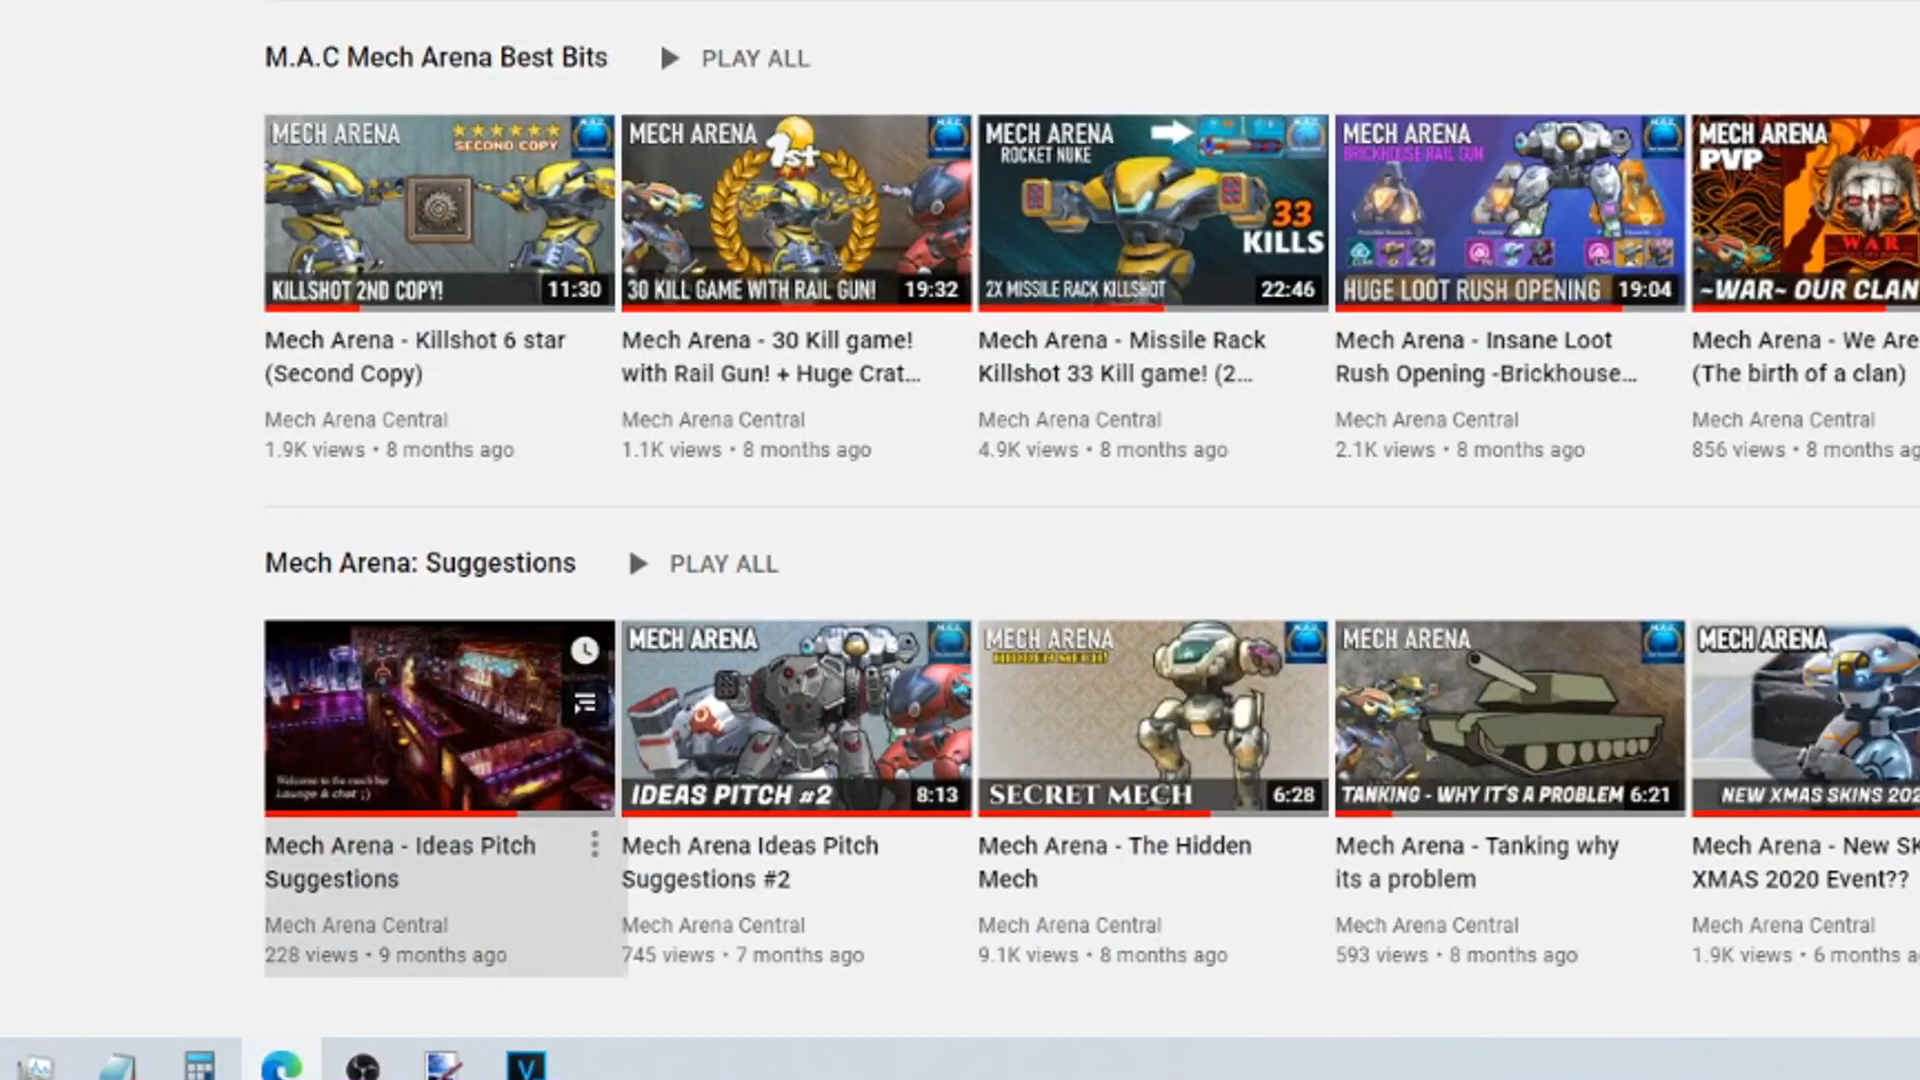 M.A.C Mech Arena Best Bits PLAY ALL
MECH ARENA
SECOND COPY
KILLSHOT 2ND COPY!
11:30
MECH ARENA
1st
30 KILL GAME WITH RAIL GUN!
19:32
MECH ARENA
ROCKET NUKE
33
KILLS
2X MISSILE RACK KILLSHOT
22:46
MECH ARENA
BRICKHOUSE RAIL GUN
HUGE LOOT RUSH OPENING
19:04
MECH ARENA
PVP
WAR
~WAR~ OUR CLAN
Mech Arena - Killshot 6 star
(Second Copy)
Mech Arena Central
1.9K views • 8 months ago
Mech Arena - 30 Kill game!
with Rail Gun! + Huge Crat...
Mech Arena Central
1.1K views • 8 months ago
Mech Arena - Missile Rack
Killshot 33 Kill game! (2...
Mech Arena Central
4.9K views • 8 months ago
Mech Arena - Insane Loot
Rush Opening -Brickhouse...
Mech Arena Central
2.1K views • 8 months ago
Mech Arena - We Are
(The birth of a clan)
Mech Arena Central
856 views • 8 months ag
Mech Arena: Suggestions PLAY ALL
Welcome to the mech bar
Lounge & chat ;)
MECH ARENA
IDEAS PITCH #2
8:13
MECH ARENA
HIDDEN MECH!
SECRET MECH
6:28
MECH ARENA
TANKING - WHY IT'S A PROBLEM
6:21
MECH ARENA
NEW XMAS SKINS 202
Mech Arena - Ideas Pitch
Suggestions
Mech Arena Central
228 views • 9 months ago
Mech Arena Ideas Pitch
Suggestions #2
Mech Arena Central
745 views • 7 months ago
Mech Arena - The Hidden
Mech
Mech Arena Central
9.1K views • 8 months ago
Mech Arena - Tanking why
its a problem
Mech Arena Central
593 views • 8 months ago
Mech Arena - New SK
XMAS 2020 Event??
Mech Arena Central
1.9K views • 6 months a
V